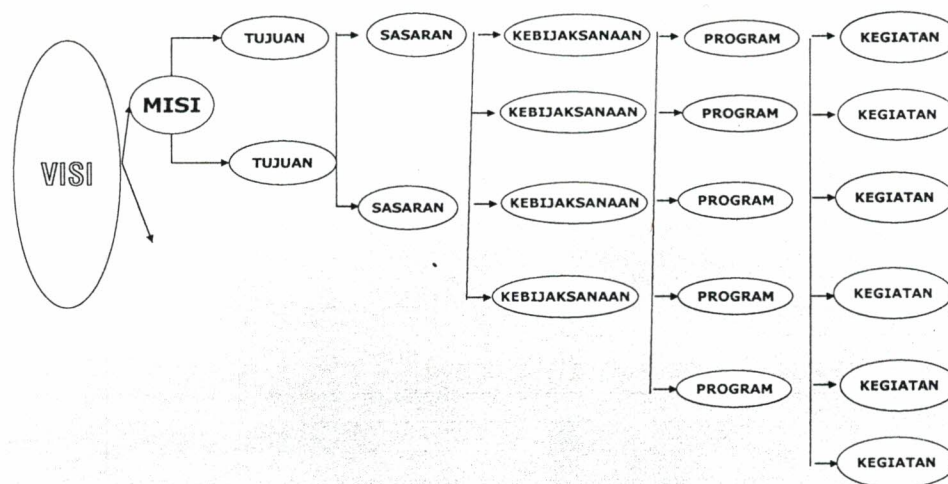 VISI
MISI
TUJUAN
TUJUAN
SASARAN
SASARAN
KEBIJAKSANAAN
KEBIJAKSANAAN
KEBIJAKSANAAN
KEBIJAKSANAAN
PROGRAM
PROGRAM
PROGRAM
PROGRAM
PROGRAM
KEGIATAN
KEGIATAN
KEGIATAN
KEGIATAN
KEGIATAN
KEGIATAN